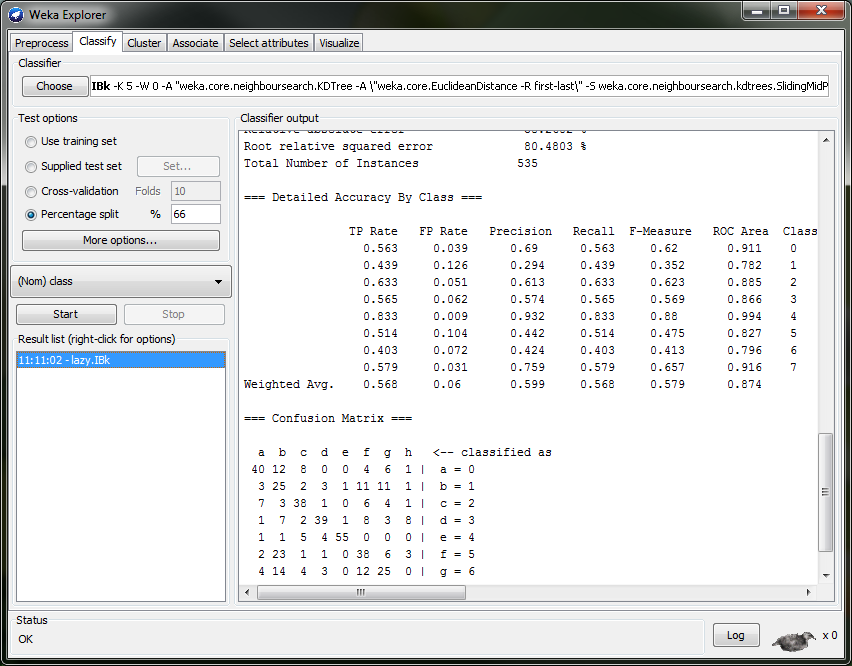 Weka Explorer
Preprocess Classify Cluster Associate Select attributes Visualize
Classifier
Choose IBk -K 5 -W 0 -A "weka.core.neighboursearch.KDTree -A \"weka.core.EuclideanDistance -R first-last\" -S weka.core.neighboursearch.kdtrees.SlidingMidP
Test options
Use training set
Supplied test set Set...
Cross-validation Folds 10
Percentage split % 66
More options...
(Nom) class
Start Stop
Result list (right-click for options)
11:11:02 - lazy.IBk
Classifier output
Root relative squared error 80.4803 %
Total Number of Instances 535
=== Detailed Accuracy By Class ===
TP Rate FP Rate Precision Recall F-Measure ROC Area Class
0.563 0.039 0.69 0.563 0.62 0.911 0
0.439 0.126 0.294 0.439 0.352 0.782 1
0.633 0.051 0.613 0.633 0.623 0.885 2
0.565 0.062 0.574 0.565 0.569 0.866 3
0.833 0.009 0.932 0.833 0.88 0.994 4
0.514 0.104 0.442 0.514 0.475 0.827 5
0.403 0.072 0.424 0.403 0.413 0.796 6
0.579 0.031 0.759 0.579 0.657 0.916 7
Weighted Avg. 0.568 0.06 0.599 0.568 0.579 0.874
=== Confusion Matrix ===
a b c d e f g h <-- classified as
40 12 8 0 0 4 6 1 | a = 0
3 25 2 3 1 11 11 1 | b = 1
7 3 38 1 0 6 4 1 | c = 2
1 7 2 39 1 8 3 8 | d = 3
1 1 5 4 55 0 0 0 | e = 4
2 23 1 1 0 38 6 3 | f = 5
4 14 4 3 0 12 25 0 | g = 6
Status
OK
Log x 0